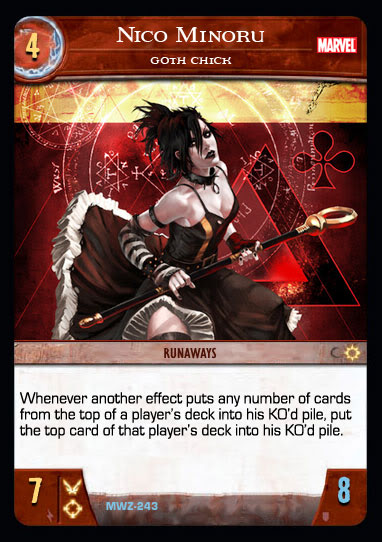 4
Nico Minoru
GOTH CHICK
MARVEL
RUNAWAYS
Whenever another effect puts any number of cards
from the top of a player's deck into his KO'd pile, put
the top card of that player's deck into his KO'd pile.
7
MWZ-243
8